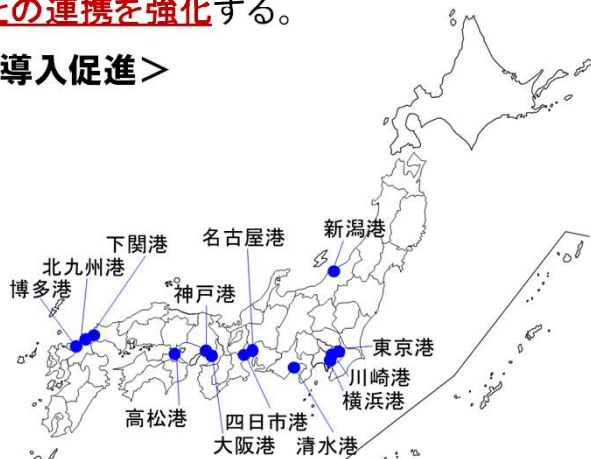 との連携を強化する。
導入促進＞
新潟港
名古屋港
下関港
北九州港
神戸港
博多港
東京港
川崎港
横浜港
高松港
四日市港
大阪港
清水港